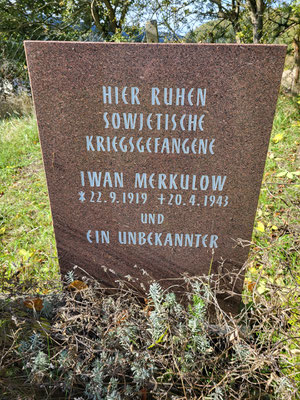 HIER RUHEN
SOWJETISCHE
KRIEGSGEFANGENE
IWAN MERKULOW
*22.9.1919 +20.4.1943
UND
EIN UNBEKANNTER